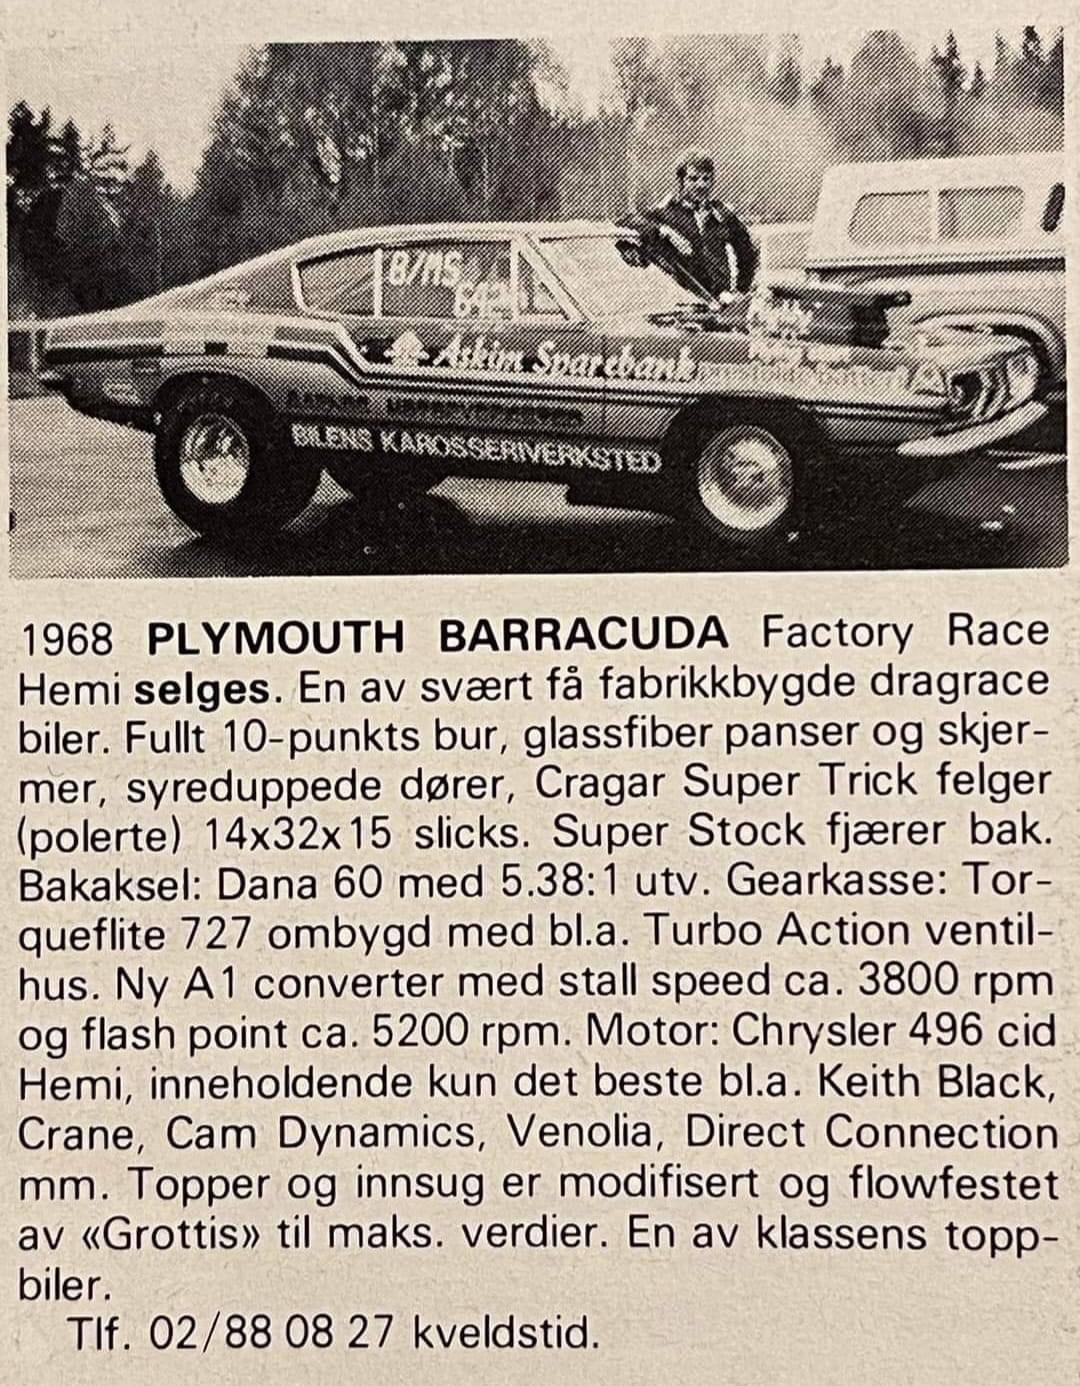 B/MS
Askim Sparebank
BILENS KAROSSERIVERKSTED
1968 PLYMOUTH BARRACUDA Factory Race
Hemi selges. En av svært få fabrikkbygde dragrace
biler. Fullt 10-punkts bur, glassfiber panser og skjer-
mer, syreduppede dører, Cragar Super Trick felger
(polerte) 14x32x15 slicks. Super Stock fjærer bak.
Bakaksel: Dana 60 med 5.38:1 utv. Gearkasse: Tor-
queflite 727 ombygd med bl.a. Turbo Action ventil-
hus. Ny A1 converter med stall speed ca. 3800 rpm
og flash point ca. 5200 rpm. Motor: Chrysler 496 cid
Hemi, inneholdende kun det beste bl.a. Keith Black,
Crane, Cam Dynamics, Venolia, Direct Connection
mm. Topper og innsug er modifisert og flowfestet
av «Grottis» til maks. verdier. En av klassens topp-
biler.
Tlf. 02/88 08 27 kveldstid.